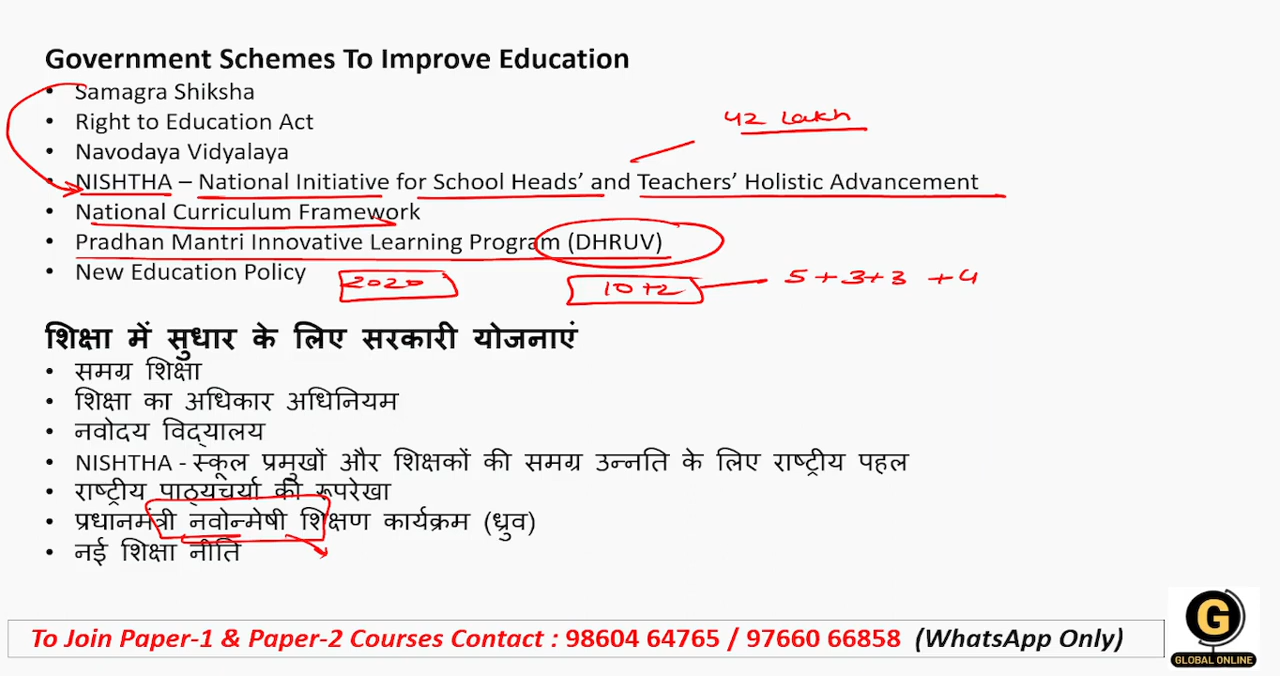 Government Schemes To Improve Education
• Samagra Shiksha
42 Lakh
• Right to Education Act
• Navodaya Vidyalaya
• NISHTHA – National Initiative for School Heads’ and Teachers’ Holistic Advancement
• National Curriculum Framework
• Pradhan Mantri Innovative Learning Program (DHRUV)
• New Education Policy 2020 10+2 5+3+3+4
शिक्षा में सुधार के लिए सरकारी योजनाएं
• समग्र शिक्षा
• शिक्षा का अधिकार अधिनियम
• नवोदय विद्यालय
• NISHTHA - स्कूल प्रमुखों और शिक्षकों की समग्र उन्नति के लिए राष्ट्रीय पहल
• राष्ट्रीय पाठ्यचर्या की रूपरेखा
• प्रधानमंत्री नवोन्मेषी शिक्षण कार्यक्रम (ध्रुव)
• नई शिक्षा नीति
To Join Paper-1 & Paper-2 Courses Contact : 98604 64765 / 97660 66858 (WhatsApp Only)
G
GLOBAL ONLINE